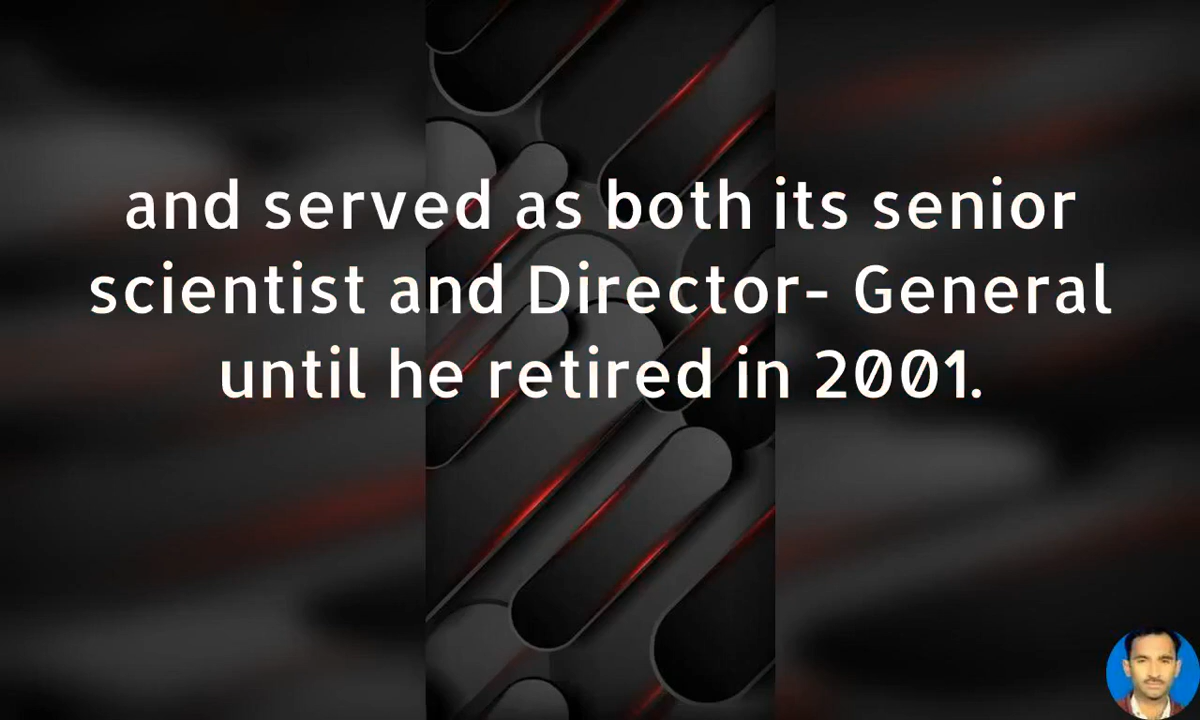 and served as both its senior
scientist and Director- General
until he retired in 2001.